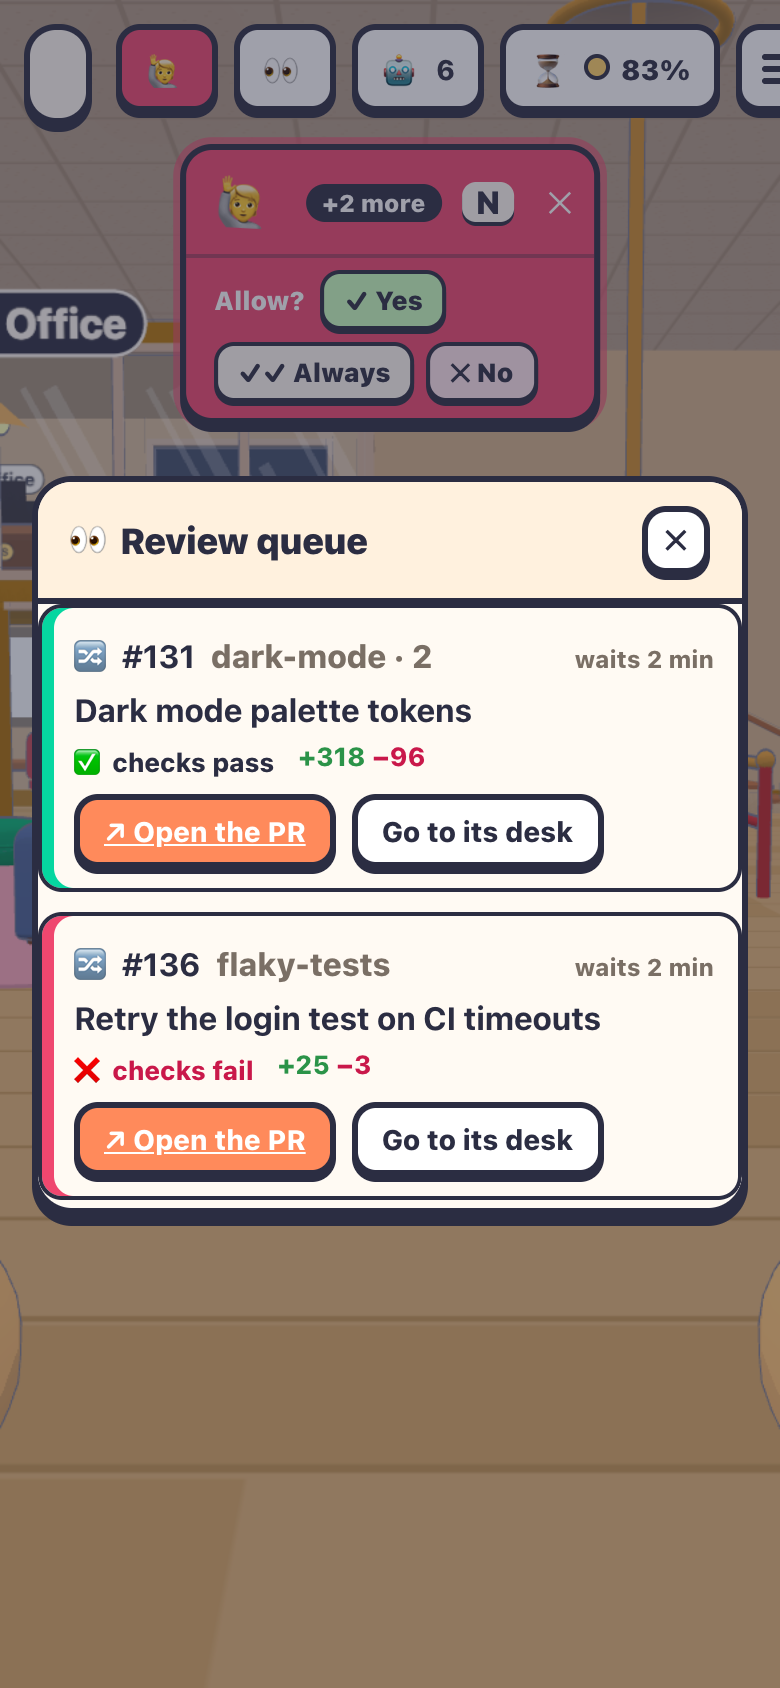 6
83%
+2 more
N
Allow?
Yes
Always
No
Office
fice
Review queue
#131 dark-mode · 2
waits 2 min
Dark mode palette tokens
checks pass +318 −96
Open the PR
Go to its desk
#136 flaky-tests
waits 2 min
Retry the login test on CI timeouts
checks fail +25 −3
Open the PR
Go to its desk